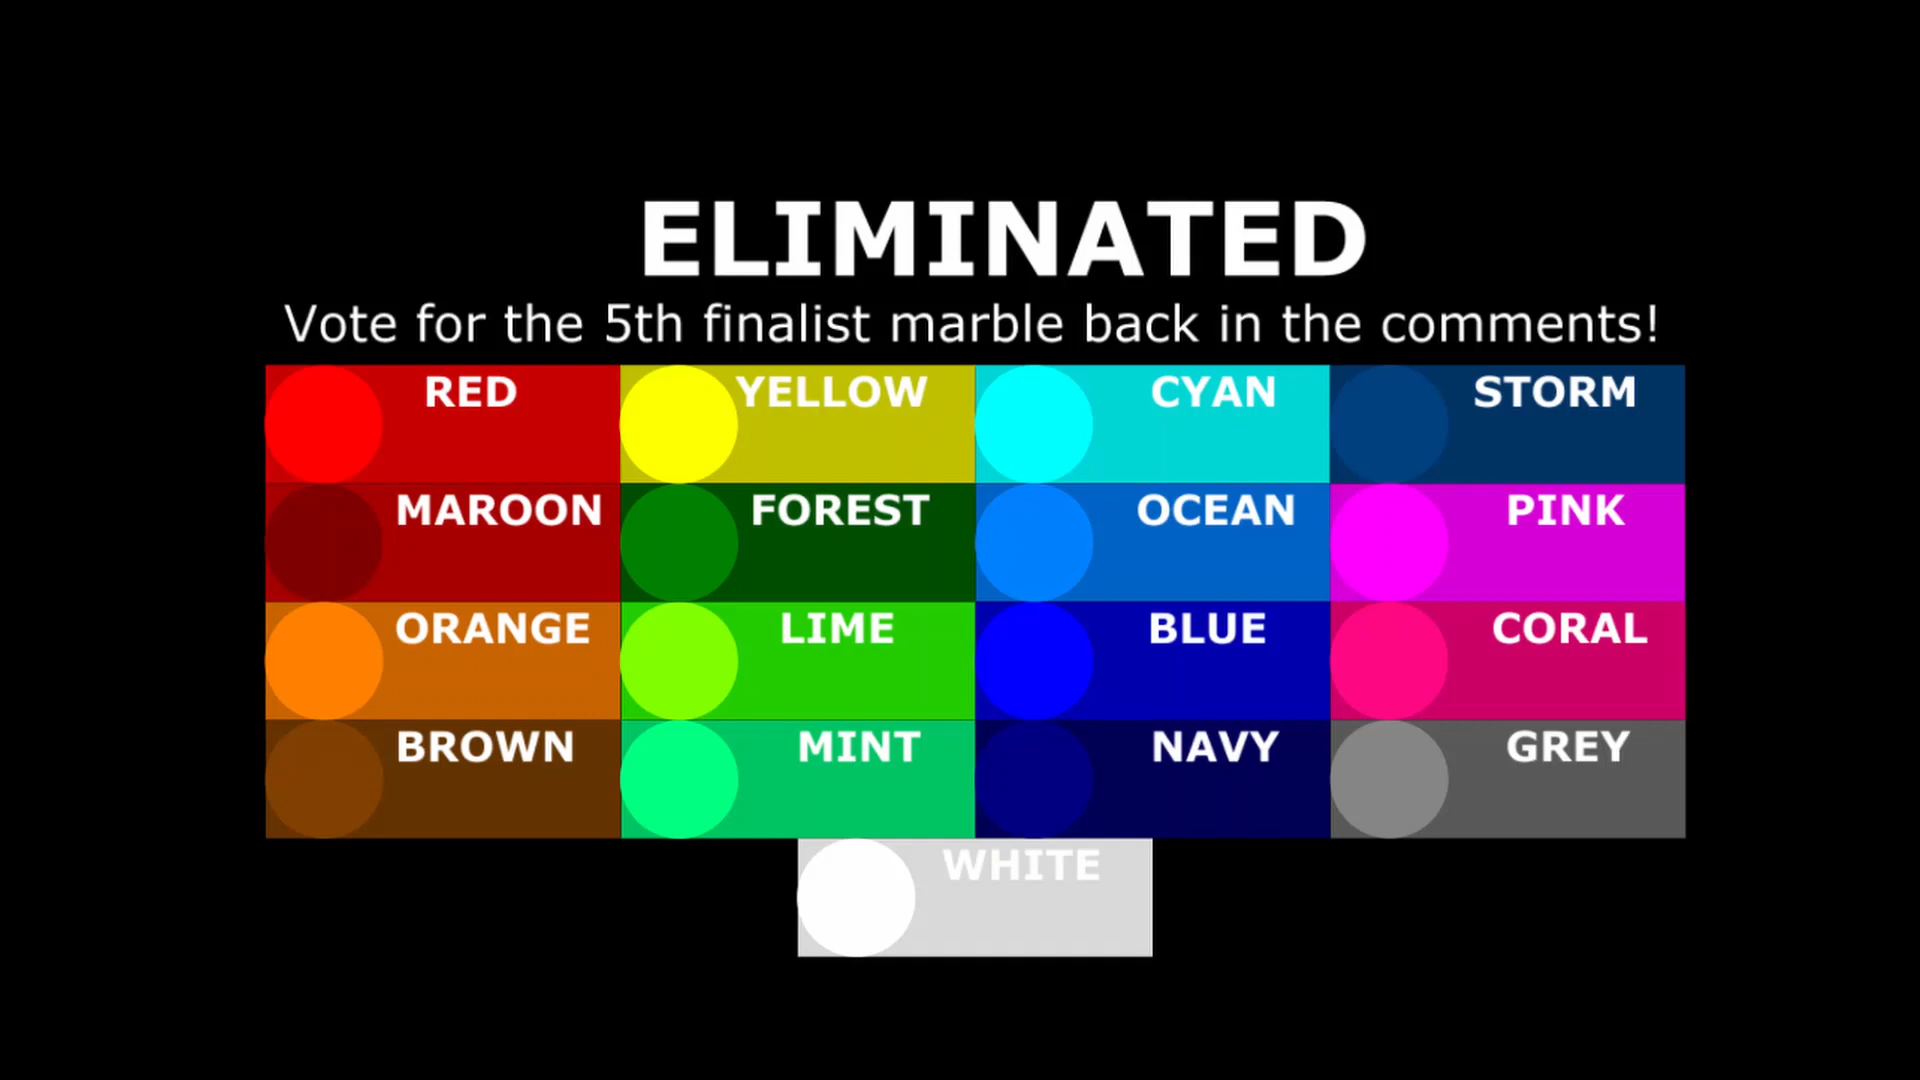 ELIMINATED
Vote for the 5th finalist marble back in the comments!
RED YELLOW CYAN STORM
MAROON FOREST OCEAN PINK
ORANGE LIME BLUE CORAL
BROWN MINT NAVY GREY
WHITE